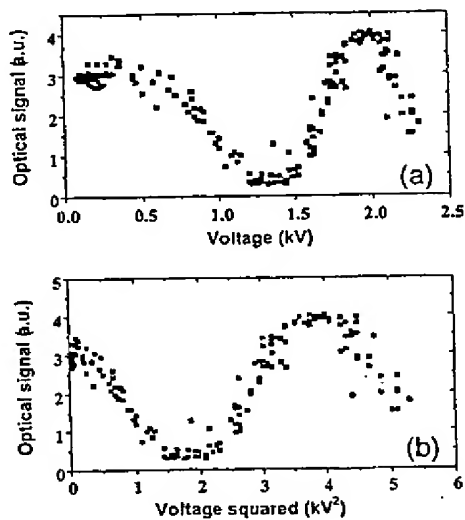 Optical signal (a.u.)
4
3
2
1
0
(a)
0.0 0.5 1.0 1.5 2.0 2.5
Voltage (kV)
Optical signal (a.u.)
5
4
3
2
1
0
(b)
0 1 2 3 4 5 6
Voltage squared (kV²)